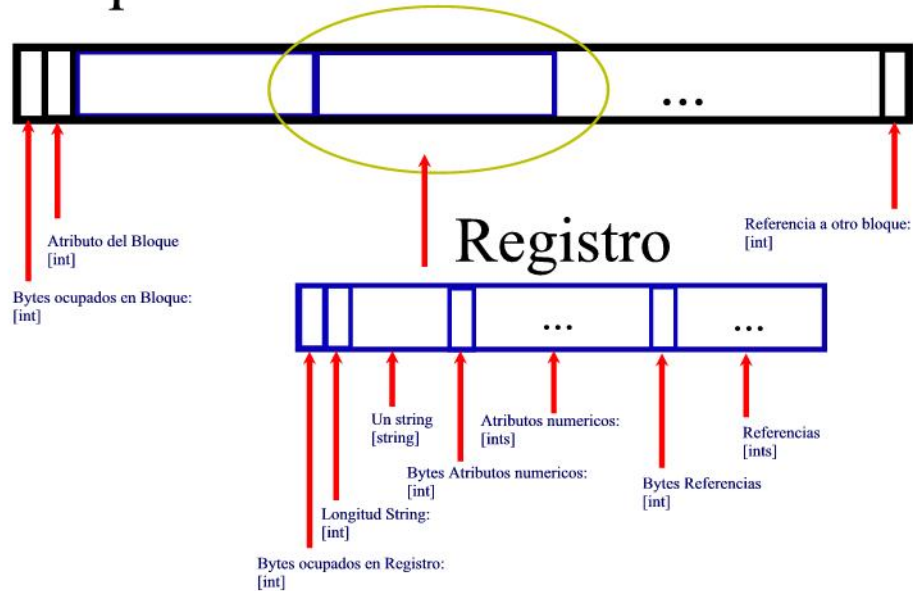 ...
Atributo del Bloque
[int]
Bytes ocupados en Bloque:
[int]
Referencia a otro bloque:
[int]
Registro
...
...
Un string
[string]
Atributos numericos:
[ints]
Referencias
[ints]
Bytes Atributos numericos:
[int]
Bytes Referencias
[int]
Longitud String:
[int]
Bytes ocupados en Registro:
[int]